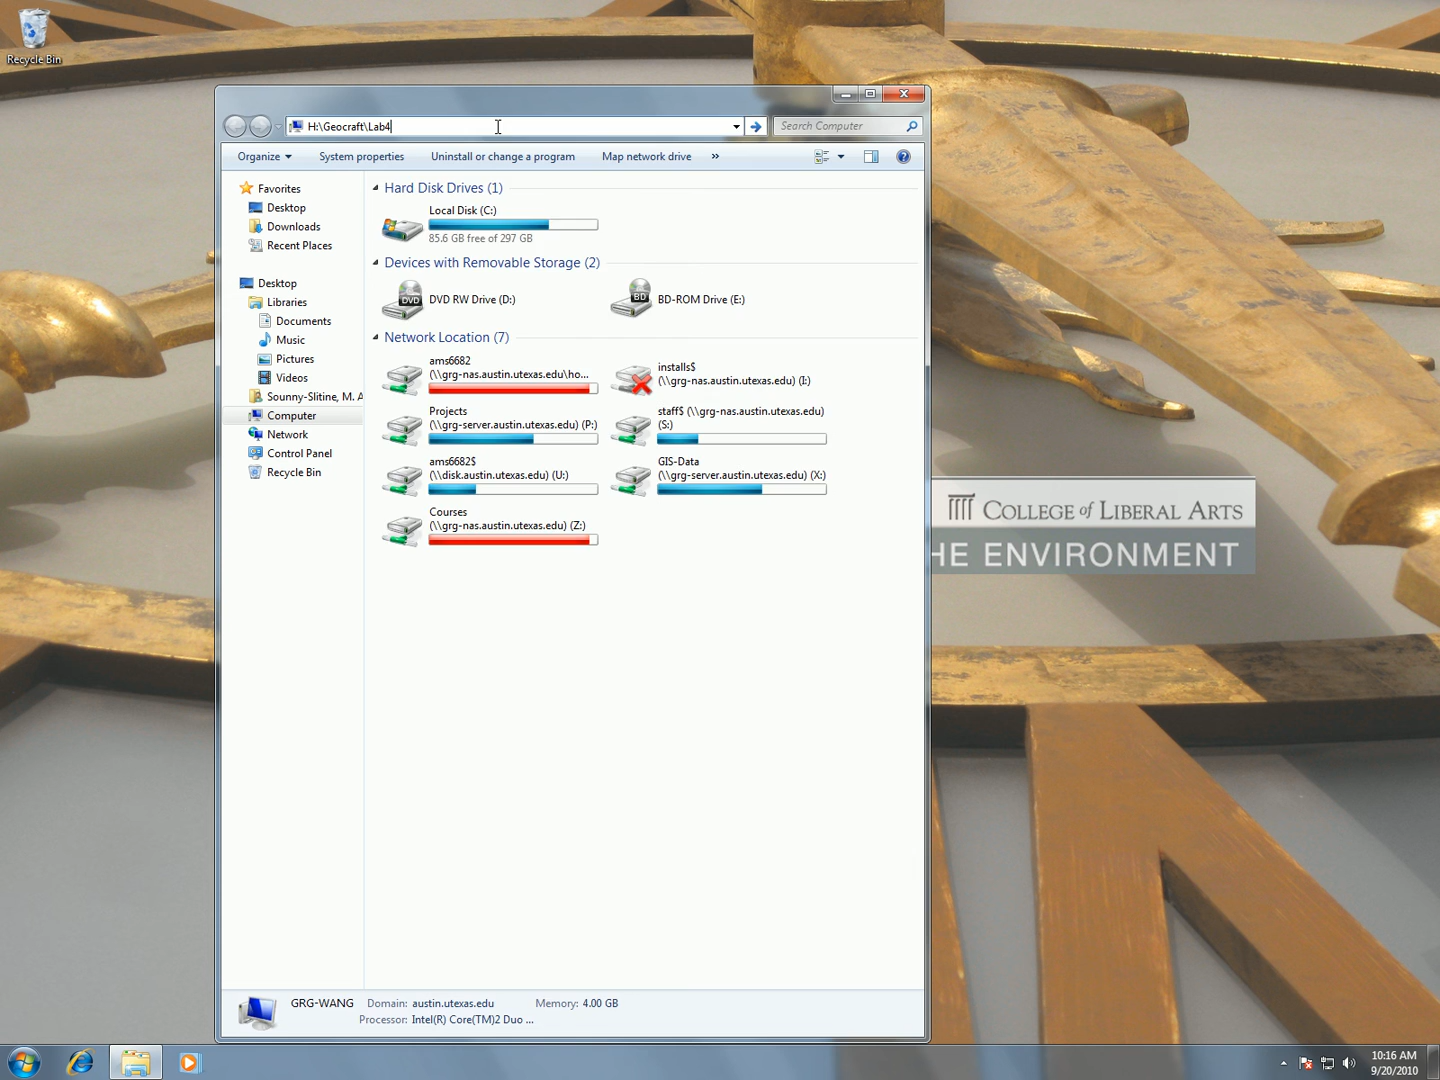 Recycle Bin
H:\Geocraft\Lab4
Search Computer
Organize
System properties
Uninstall or change a program
Map network drive
»
Favorites
Desktop
Downloads
Recent Places
Desktop
Libraries
Documents
Music
Pictures
Videos
Sounny-Slitine, M. A
Computer
Network
Control Panel
Recycle Bin
Hard Disk Drives (1)
Local Disk (C:)
85.6 GB free of 297 GB
Devices with Removable Storage (2)
DVD
DVD RW Drive (D:)
BD
BD-ROM Drive (E:)
Network Location (7)
ams6682
(\\grg-nas.austin.utexas.edu\ho...
installs$
(\\grg-nas.austin.utexas.edu) (I:)
Projects
(\\grg-server.austin.utexas.edu) (P:)
staff$ (\\grg-nas.austin.utexas.edu)
(S:)
ams6682$
(\\disk.austin.utexas.edu) (U:)
GIS-Data
(\\grg-server.austin.utexas.edu) (X:)
Courses
(\\grg-nas.austin.utexas.edu) (Z:)
COLLEGE of LIBERAL ARTS
HE ENVIRONMENT
GRG-WANG
Domain: austin.utexas.edu
Memory: 4.00 GB
Processor: Intel(R) Core(TM)2 Duo ...
10:16 AM
9/20/2010